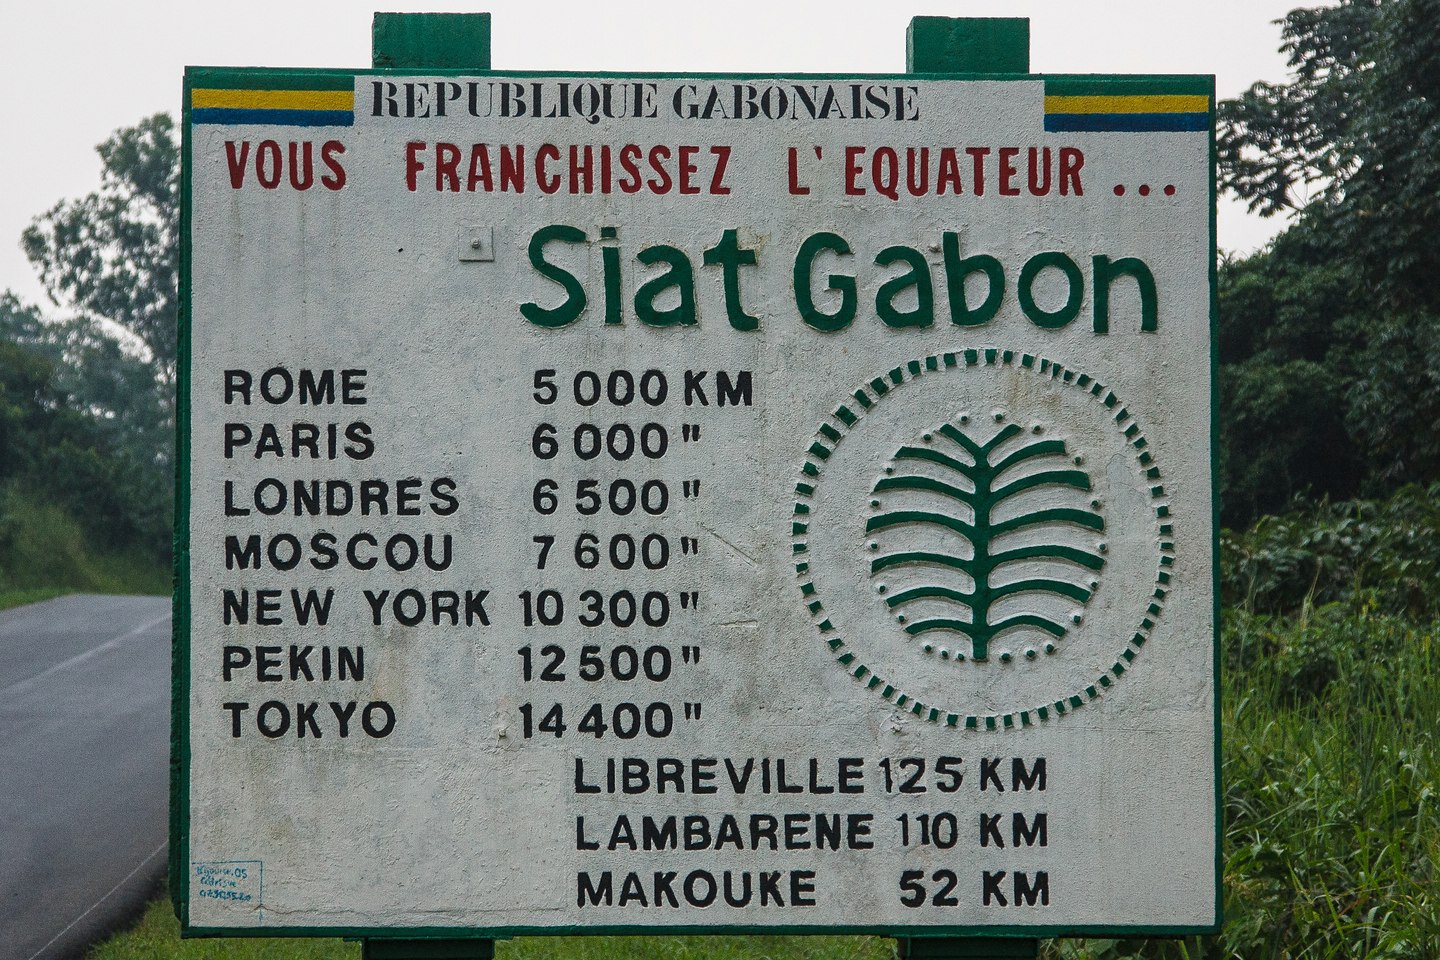 REPUBLIQUE GABONAISE
VOUS FRANCHISSEZ L'EQUATEUR...
Siat Gabon
ROME 5 000 KM
PARIS 6 000 "
LONDRES 6 500 "
MOSCOU 7 600 "
NEW YORK 10 300 "
PEKIN 12 500 "
TOKYO 14 400 "
LIBREVILLE 125 KM
LAMBARENE 110 KM
MAKOUKE 52 KM